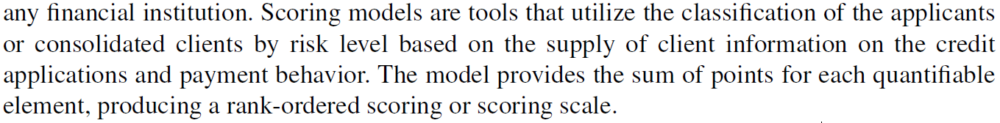 any financial institution. Scoring models are tools that utilize the classification of the applicants
or consolidated clients by risk level based on the supply of client information on the credit
applications and payment behavior. The model provides the sum of points for each quantifiable
element, producing a rank-ordered scoring or scoring scale.